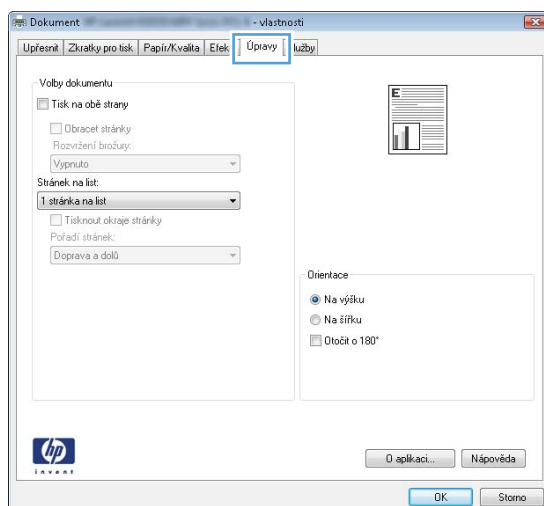 Dokument - vlastnosti
Upřesnit Zkratky pro tisk Papír/Kvalita Efek Úpravy lužby
Volby dokumentu
Tisk na obě strany
Obracet stránky
Rozvržení brožury:
Vypnuto
Stránek na list:
1 stránka na list
Tisknout okraje stránky
Pořadí stránek:
Doprava a dolů
E
Orientace
Na výšku
Na šířku
Otočit o 180°
hp
invent
O aplikaci... Nápověda
OK Storno